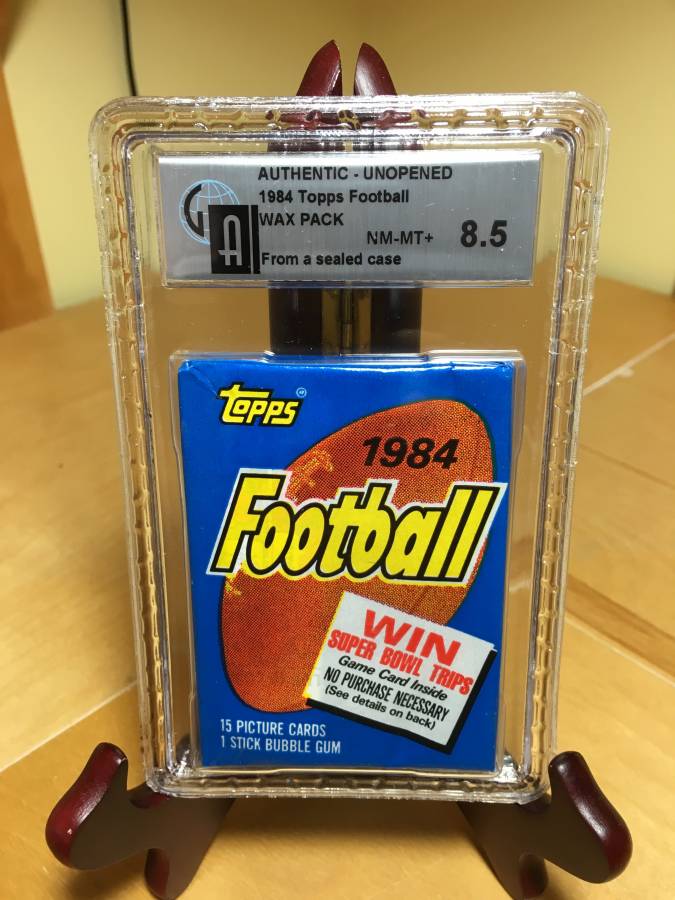 AUTHENTIC - UNOPENED
1984 Topps Football
WAX PACK
NM-MT+ 8.5
From a sealed case
GA
topps®
1984
Football
WIN
SUPER BOWL TRIPS
Game Card Inside
NO PURCHASE NECESSARY
(See details on back)
15 PICTURE CARDS
1 STICK BUBBLE GUM